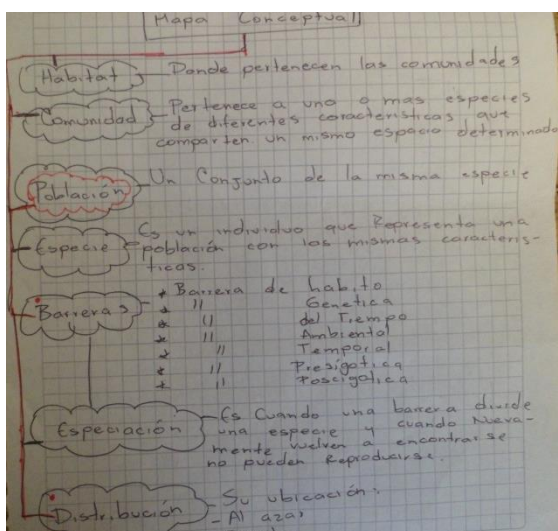 Mapa Conceptual
Habitat - Donde pertenecen las comunidades
Comunidad - Pertenece a una o mas especies
de diferentes caracteristicas que
comparten un mismo espacio determinado
Población - Un Conjunto de la misma especie
Especie - Es un individuo que Representa una
población con las mismas caracteris-
ticas.
Barreras - * Barrera de habito
* " Genetica
* " del Tiempo
* " Ambiental
* " Temporal
* " Presigotica
* " Poscigotica
Especiación - Es Cuando una barrera divide
una especie y cuando Nueva-
mente vuelven a encontrarse
no pueden Reproducirse.
Distribución - Su ubicación:
- Al azar